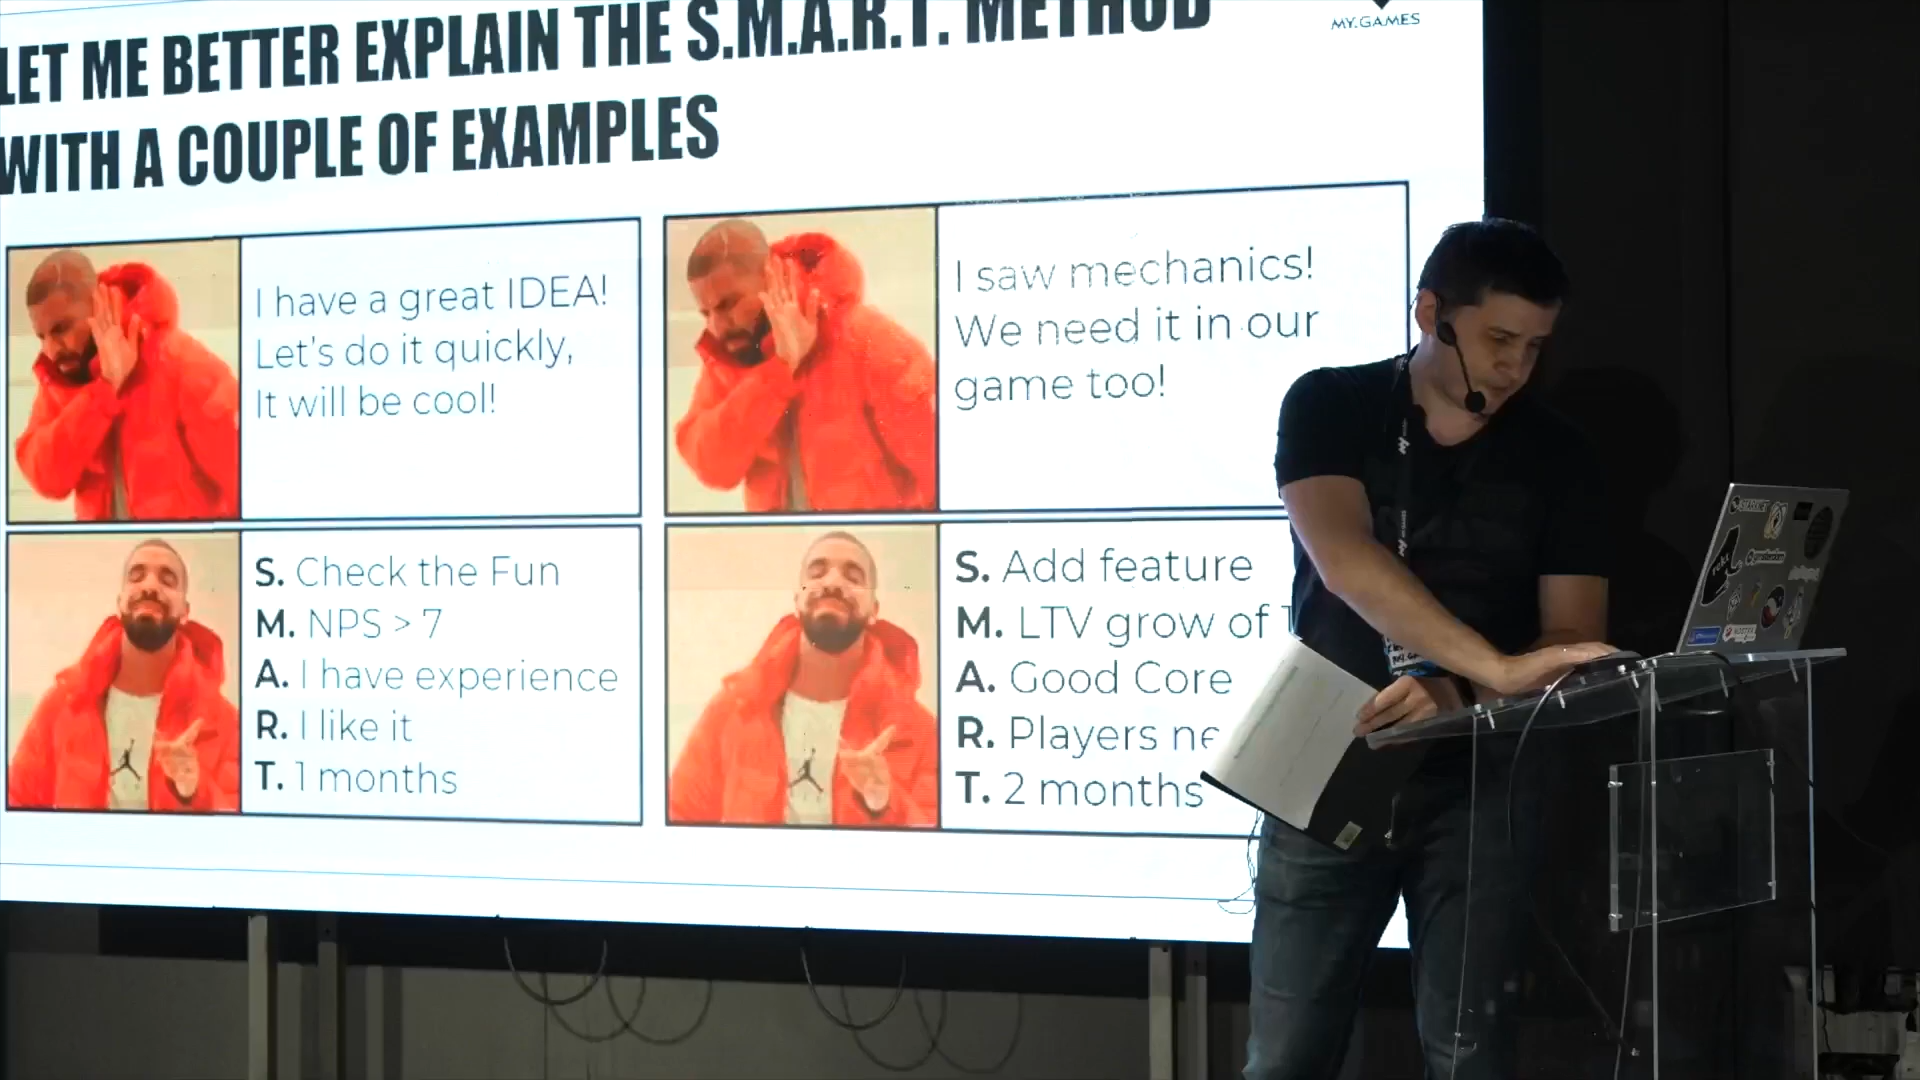 LET ME BETTER EXPLAIN THE S.M.A.R.T. METHOD
WITH A COUPLE OF EXAMPLES
MY.GAMES
I have a great IDEA!
Let's do it quickly,
It will be cool!
S. Check the Fun
M. NPS > 7
A. I have experience
R. I like it
T. 1 months
I saw mechanics!
We need it in our
game too!
S. Add feature
M. LTV grow of
A. Good Core
R. Players
T. 2 months